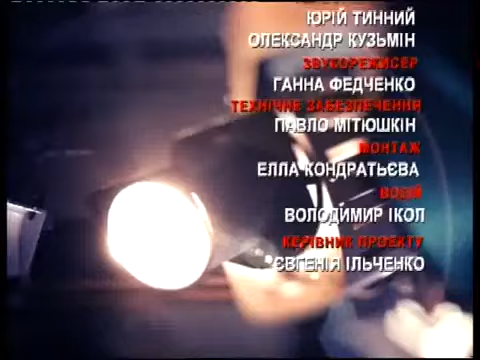 ЮРІЙ ТИННИЙ
ОЛЕКСАНДР КУЗЬМІН
ЗВУКОРЕЖИСЕР
ГАННА ФЕДЧЕНКО
ТЕХНІЧНЕ ЗАБЕЗПЕЧЕННЯ
ПАВЛО МІТЮШКІН
МОНТАЖ
ЕЛЛА КОНДРАТЬЄВА
ВОДІЙ
ВОЛОДИМИР ІКОЛ
КЕРІВНИК ПРОЕКТУ
ЄВГЕНІЯ ІЛЬЧЕНКО